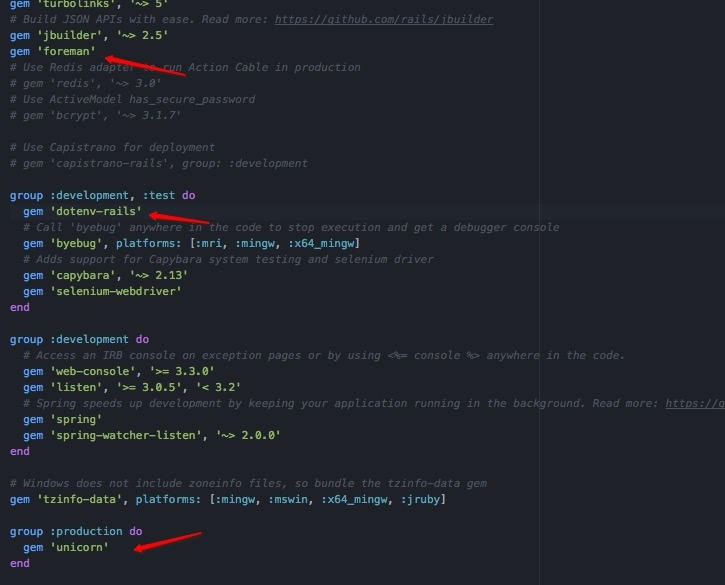 gem 'turbolinks', '~> 5'
# Build JSON APIs with ease. Read more: https://github.com/rails/jbuilder
gem 'jbuilder', '~> 2.5'
gem 'foreman'
# Use Redis adapter to run Action Cable in production
# gem 'redis', '~> 3.0'
# Use ActiveModel has_secure_password
# gem 'bcrypt', '~> 3.1.7'
# Use Capistrano for deployment
# gem 'capistrano-rails', group: :development
group :development, :test do
gem 'dotenv-rails'
# Call 'byebug' anywhere in the code to stop execution and get a debugger console
gem 'byebug', platforms: [:mri, :mingw, :x64_mingw]
# Adds support for Capybara system testing and selenium driver
gem 'capybara', '~> 2.13'
gem 'selenium-webdriver'
end
group :development do
# Access an IRB console on exception pages or by using <%= console %> anywhere in the code.
gem 'web-console', '>= 3.3.0'
gem 'listen', '>= 3.0.5', '< 3.2'
# Spring speeds up development by keeping your application running in the background. Read more: https://g
gem 'spring'
gem 'spring-watcher-listen', '~> 2.0.0'
end
# Windows does not include zoneinfo files, so bundle the tzinfo-data gem
gem 'tzinfo-data', platforms: [:mingw, :mswin, :x64_mingw, :jruby]
group :production do
gem 'unicorn'
end